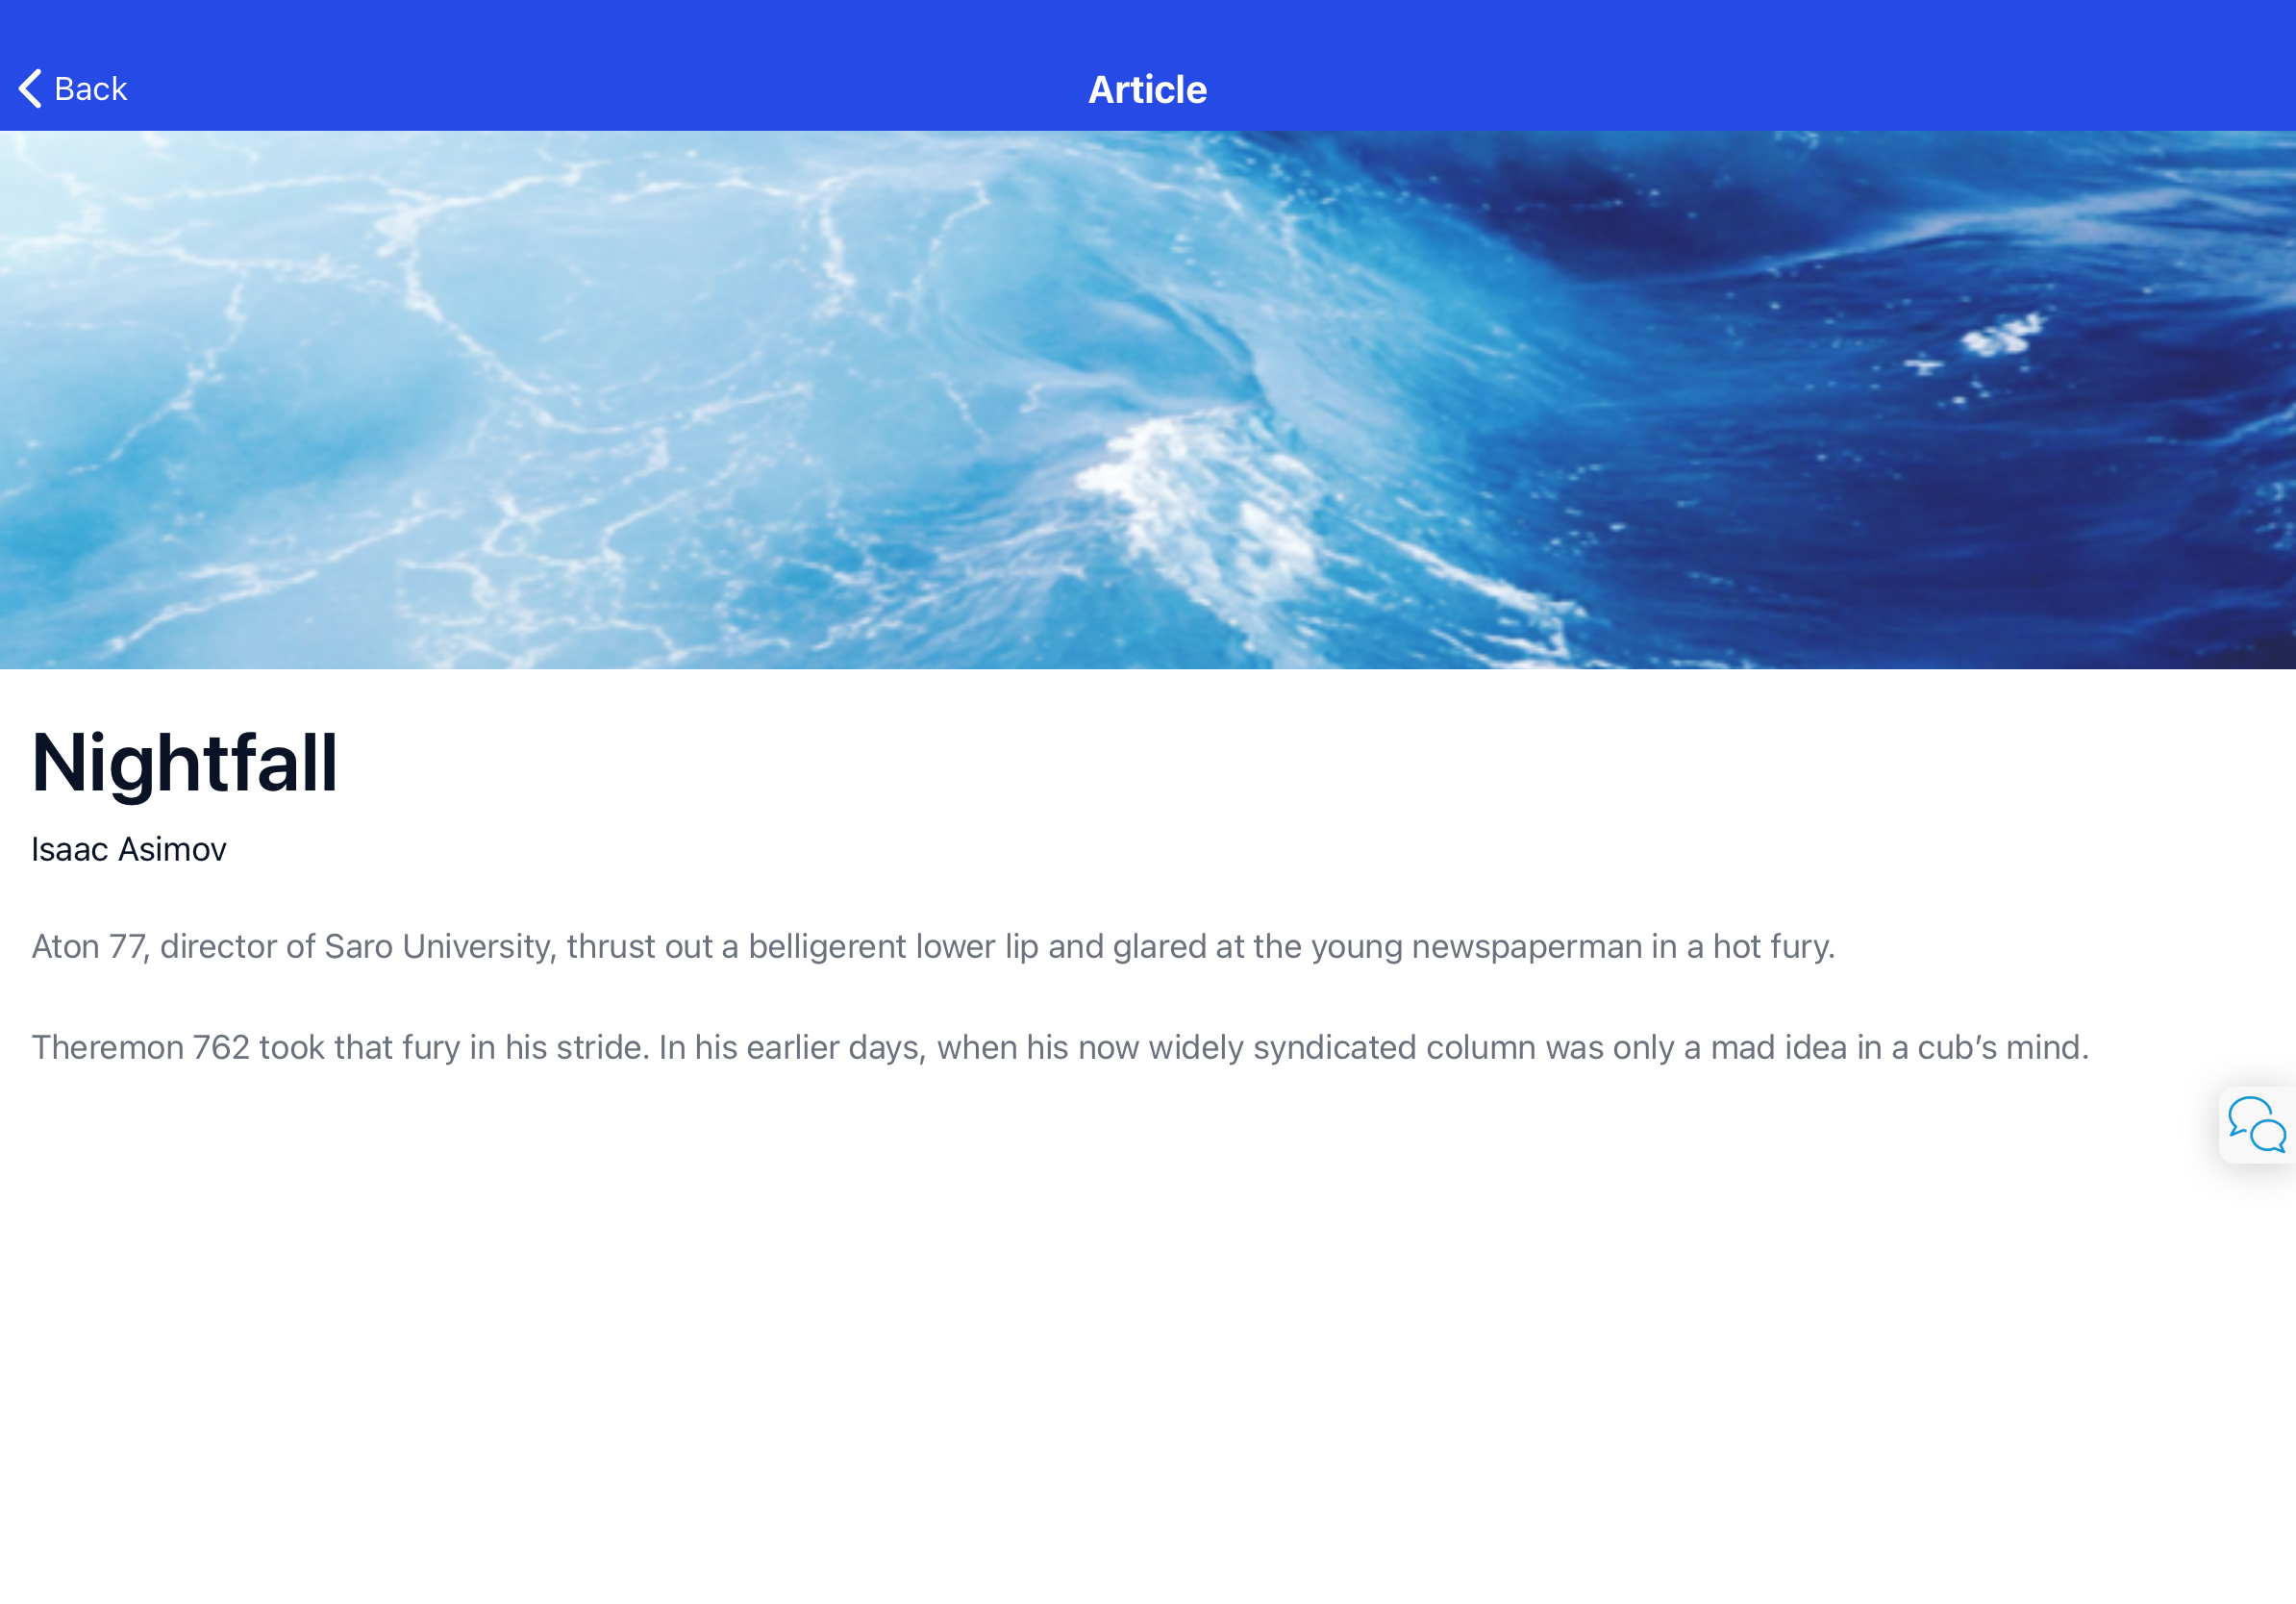 Back
Article
Nightfall
Isaac Asimov
Aton 77, director of Saro University, thrust out a belligerent lower lip and glared at the young newspaperman in a hot fury.
Theremon 762 took that fury in his stride. In his earlier days, when his now widely syndicated column was only a mad idea in a cub’s mind.